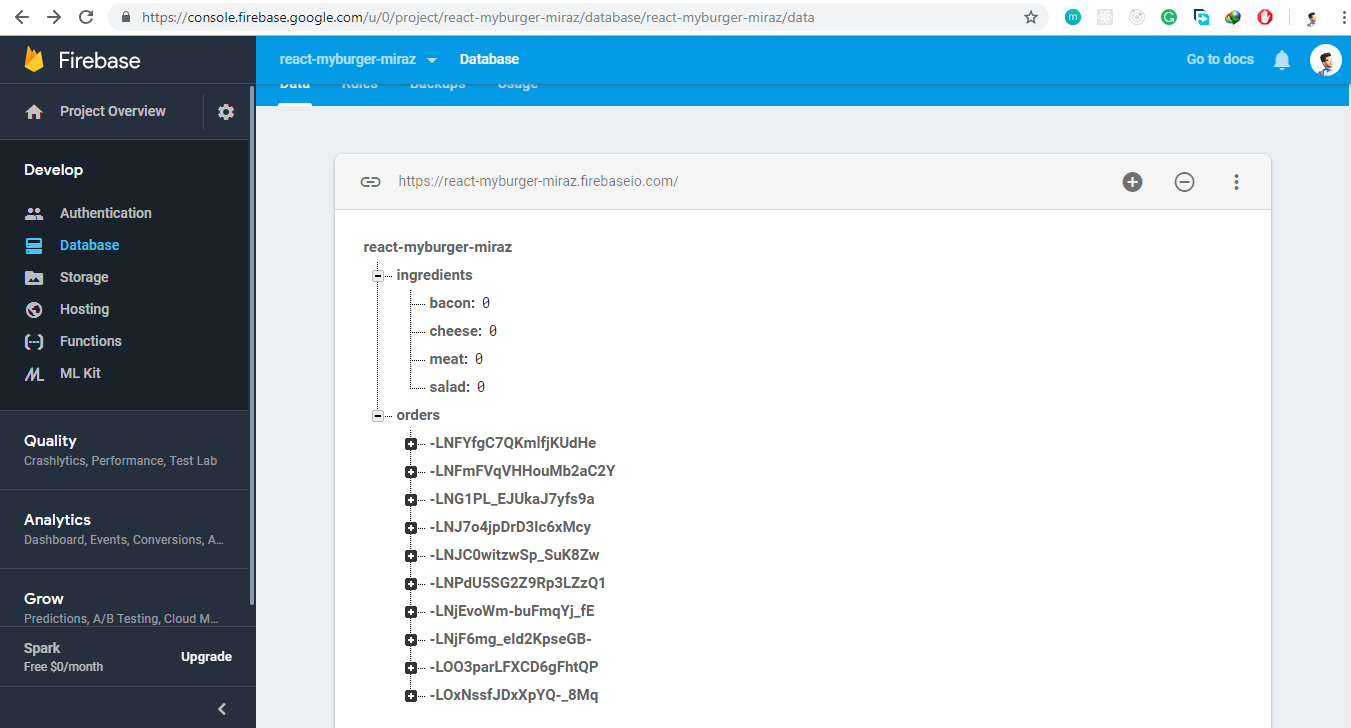 https://console.firebase.google.com/u/0/project/react-myburger-miraz/database/react-myburger-miraz/data
Firebase
react-myburger-miraz Database Go to docs
Data Rules Backups Usage
Project Overview
Develop
Authentication
Database
Storage
Hosting
Functions
ML Kit
Quality
Crashlytics, Performance, Test Lab
Analytics
Dashboard, Events, Conversions, A...
Grow
Predictions, A/B Testing, Cloud M...
Spark
Free $0/month
Upgrade
https://react-myburger-miraz.firebaseio.com/
react-myburger-miraz
ingredients
bacon: 0
cheese: 0
meat: 0
salad: 0
orders
-LNFYfgC7QKmlfjKUdHe
-LNFmFVqVHHouMb2aC2Y
-LNG1PL_EJUkaJ7yfs9a
-LNJ7o4jpDrD3Ic6xMcy
-LNJC0witzwSp_SuK8Zw
-LNPdU5SG2Z9Rp3LZzQ1
-LNjEvoWm-buFmqYj_fE
-LNjF6mg_eId2KpseGB-
-LOO3parLFXCD6gFhtQP
-LOxNssfJDxXpYQ-_8Mq